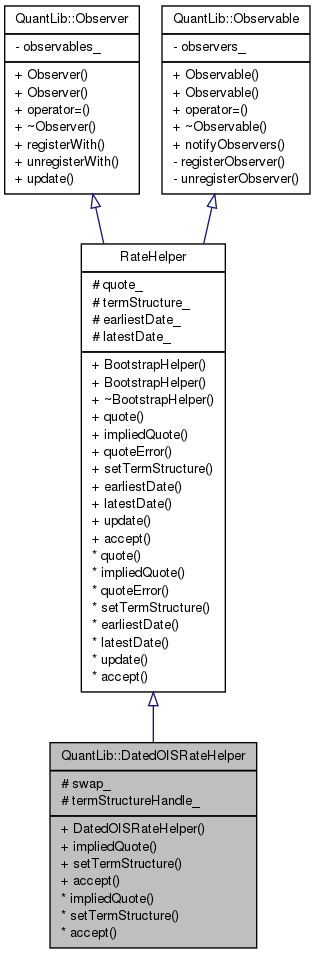 QuantLib::Observer
- observables_
+ Observer()
+ Observer()
+ operator=()
+ ~Observer()
+ registerWith()
+ unregisterWith()
+ update()
QuantLib::Observable
- observers_
+ Observable()
+ Observable()
+ operator=()
+ ~Observable()
+ notifyObservers()
- registerObserver()
- unregisterObserver()
RateHelper
# quote_
# termStructure_
# earliestDate_
# latestDate_
+ BootstrapHelper()
+ BootstrapHelper()
+ ~BootstrapHelper()
+ quote()
+ impliedQuote()
+ quoteError()
+ setTermStructure()
+ earliestDate()
+ latestDate()
+ update()
+ accept()
* quote()
* impliedQuote()
* quoteError()
* setTermStructure()
* earliestDate()
* latestDate()
* update()
* accept()
QuantLib::DatedOISRateHelper
# swap_
# termStructureHandle_
+ DatedOISRateHelper()
+ impliedQuote()
+ setTermStructure()
+ accept()
* impliedQuote()
* setTermStructure()
* accept()